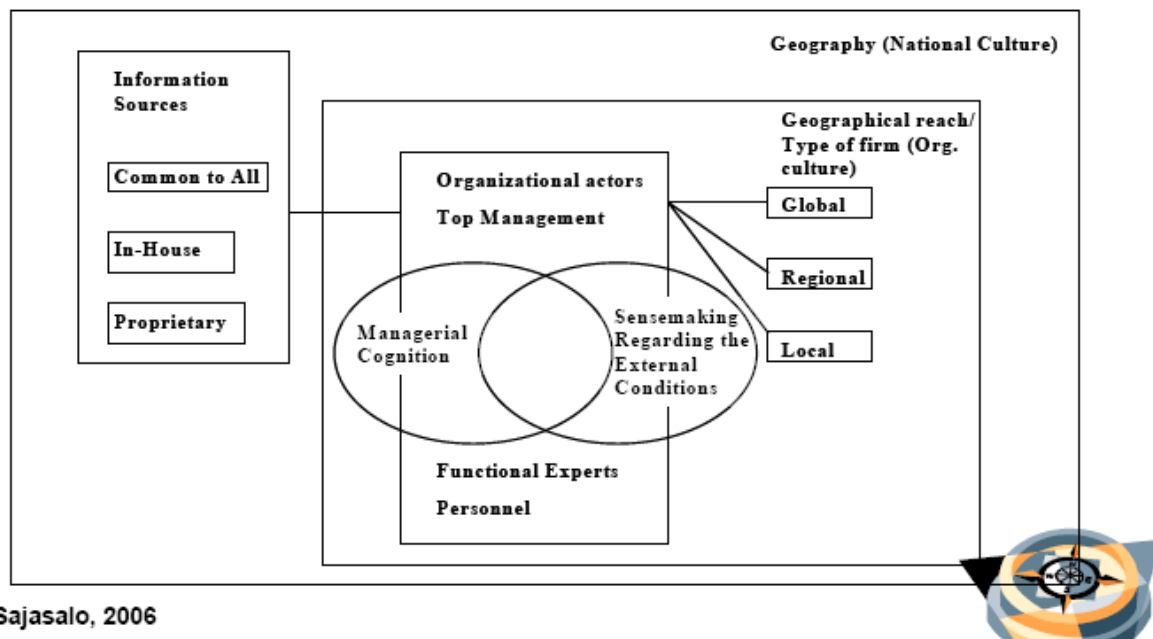 Geography (National Culture)
Information
Sources
Common to All
In-House
Proprietary
Geographical reach/
Type of firm (Org.
culture)
Global
Regional
Local
Organizational actors
Top Management
Managerial
Cognition
Sensemaking
Regarding the
External
Conditions
Functional Experts
Personnel
Sajasalo, 2006